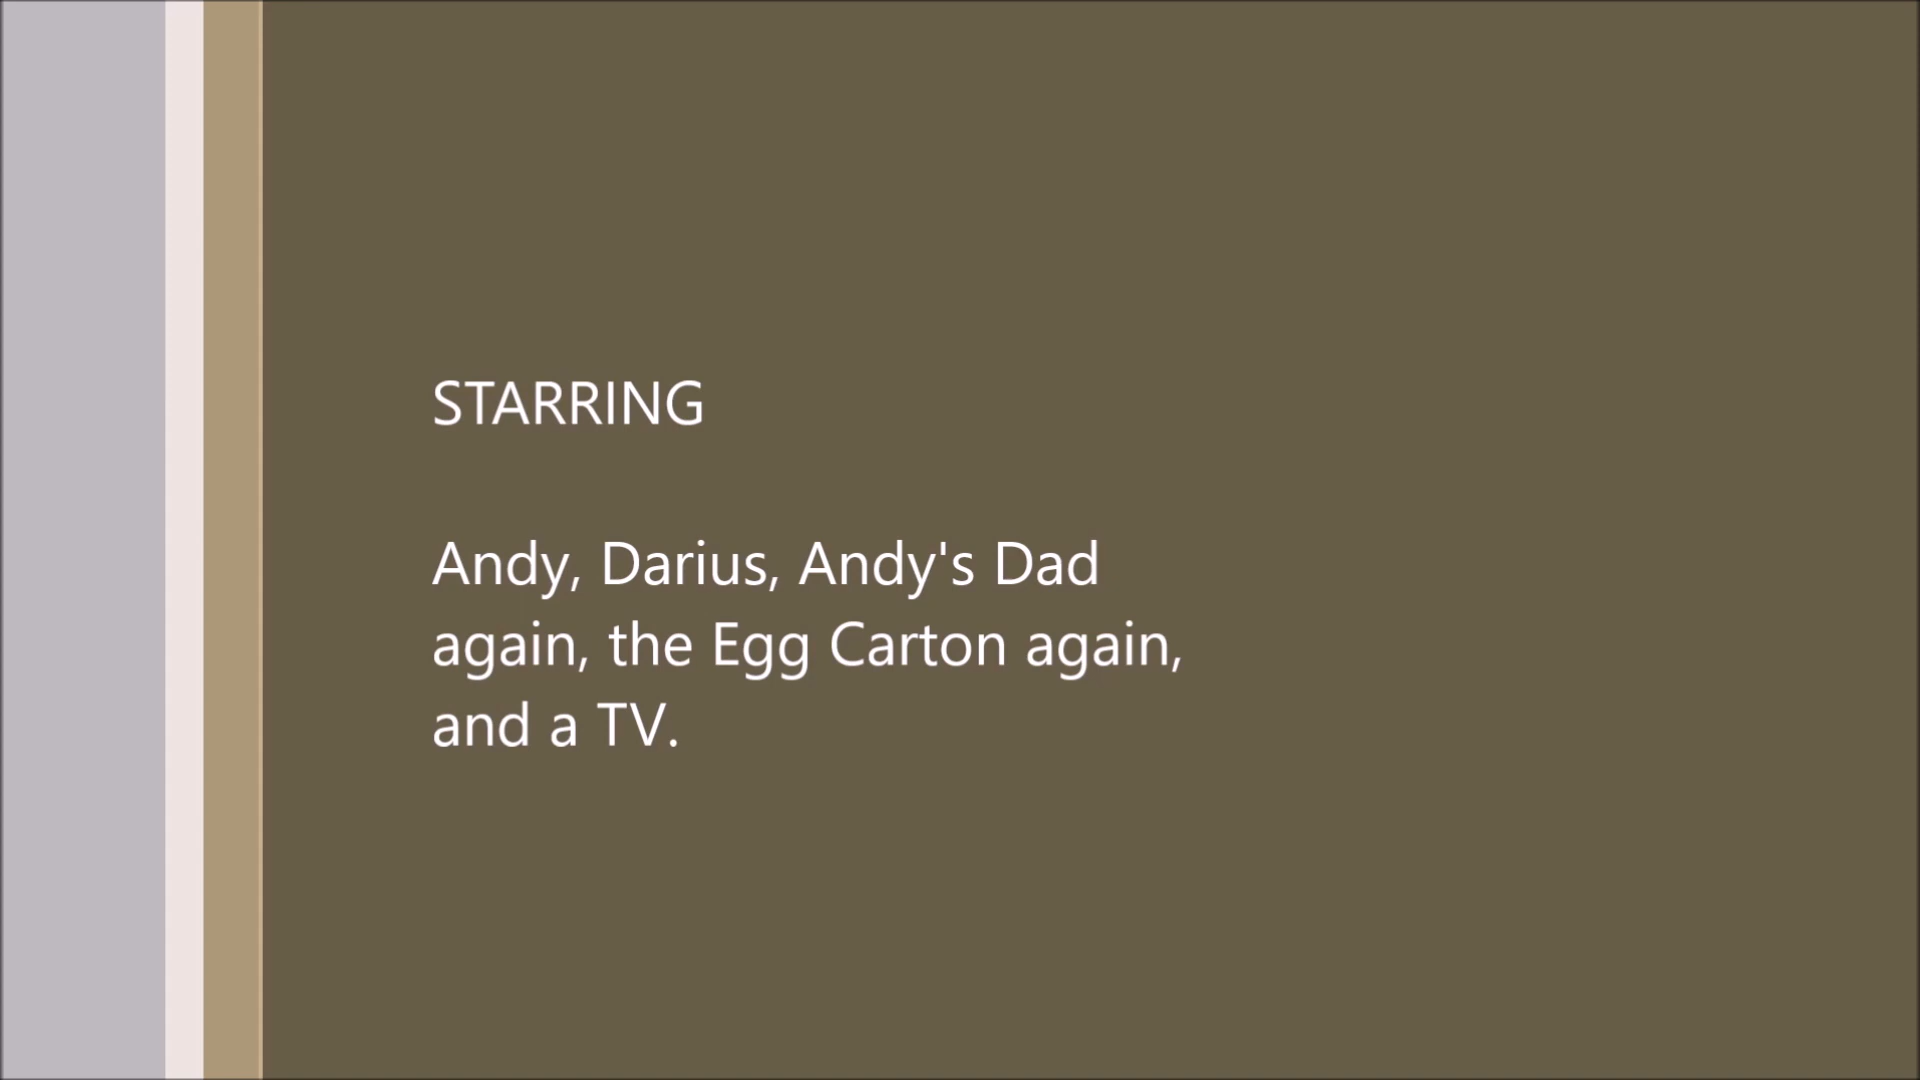 STARRING
Andy, Darius, Andy's Dad
again, the Egg Carton again,
and a TV.